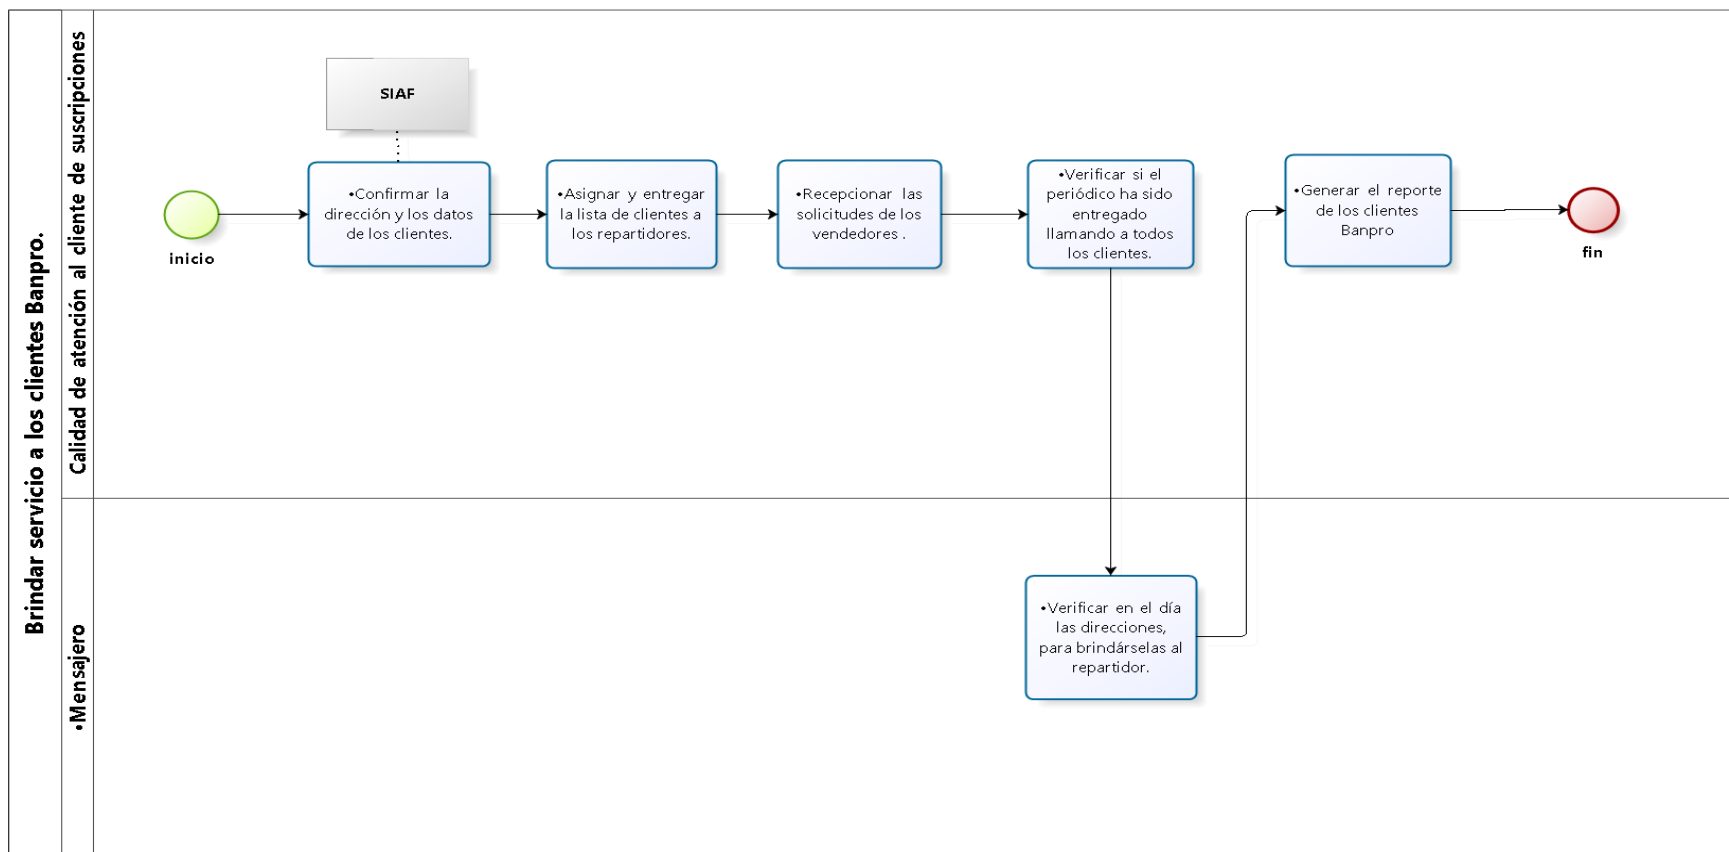 Brindar servicio a los clientes Banpro.
Calidad de atención al cliente de suscripciones
SIAF
inicio
•Confirmar la
dirección y los datos
de los clientes.
•Asignar y entregar
la lista de clientes a
los repartidores.
•Recepcionar las
solicitudes de los
vendedores .
•Verificar si el
periódico ha sido
entregado
llamando a todos
los clientes.
•Generar el reporte
de los clientes
Banpro
fin
•Mensajero
•Verificar en el día
las direcciones,
para brindárselas al
repartidor.